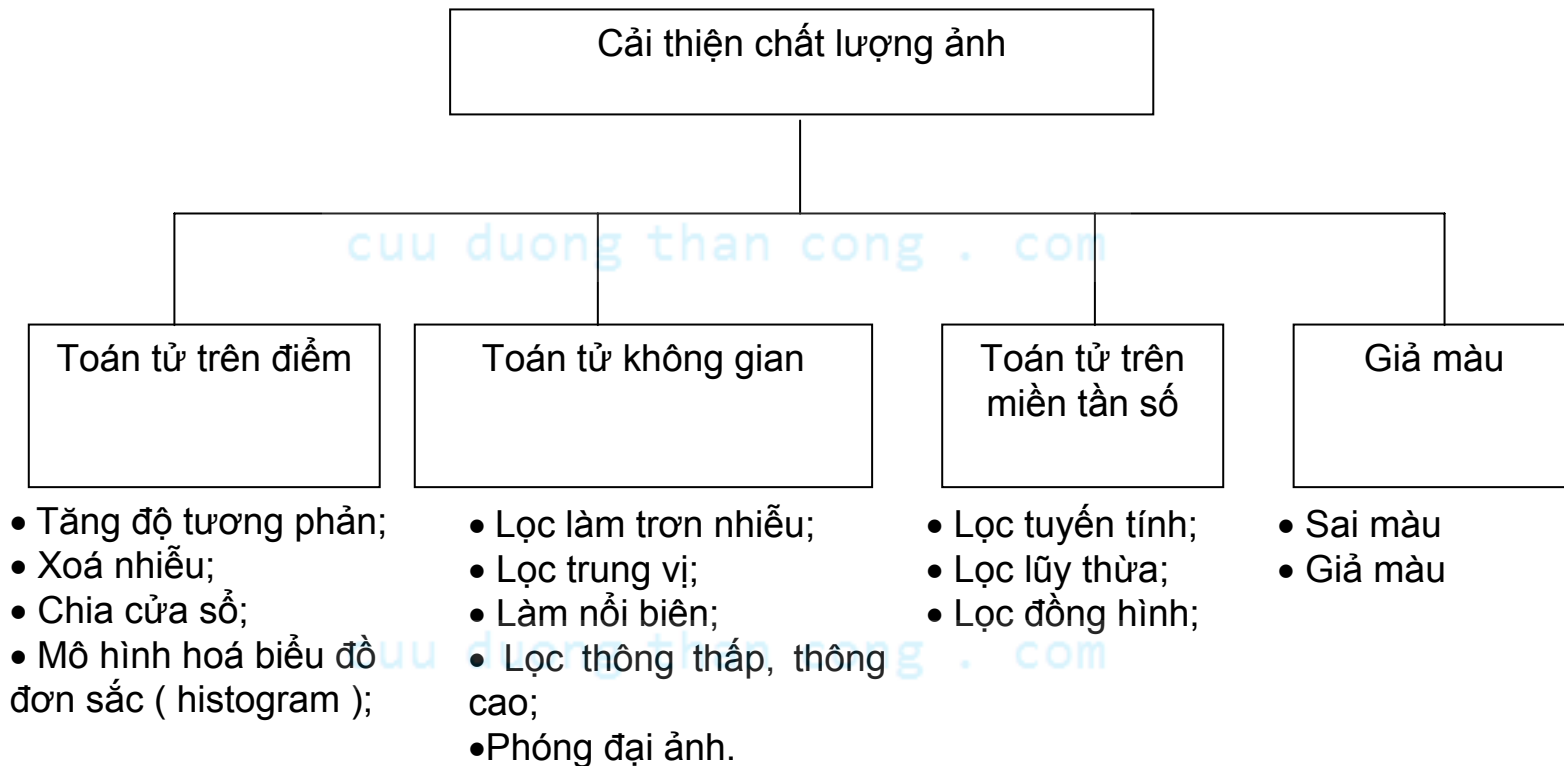 Cải thiện chất lượng ảnh
cuu duong than cong . com
Toán tử trên điểm
Toán tử không gian
Toán tử trên
miền tần số
Giả màu
• Tăng độ tương phản;
• Xoá nhiễu;
• Chia cửa sổ;
• Mô hình hoá biểu đồ
đơn sắc ( histogram );
• Lọc làm trơn nhiễu;
• Lọc trung vị;
• Làm nổi biên;
• Lọc thông thấp, thông
cao;
•Phóng đại ảnh.
• Lọc tuyến tính;
• Lọc lũy thừa;
• Lọc đồng hình;
• Sai màu
• Giả màu
cuu duong than cong . com